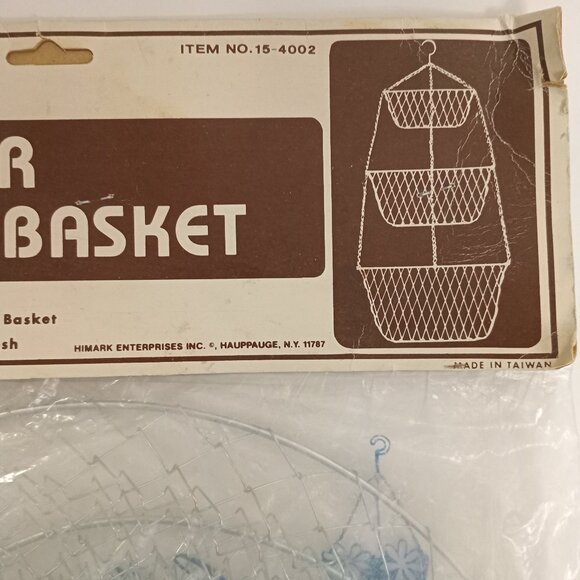 ITEM NO. 15-4002
R
BASKET
Basket
sh
HIMARK ENTERPRISES INC. ©, HAUPPAUGE, N.Y. 11787
MADE IN TAIWAN